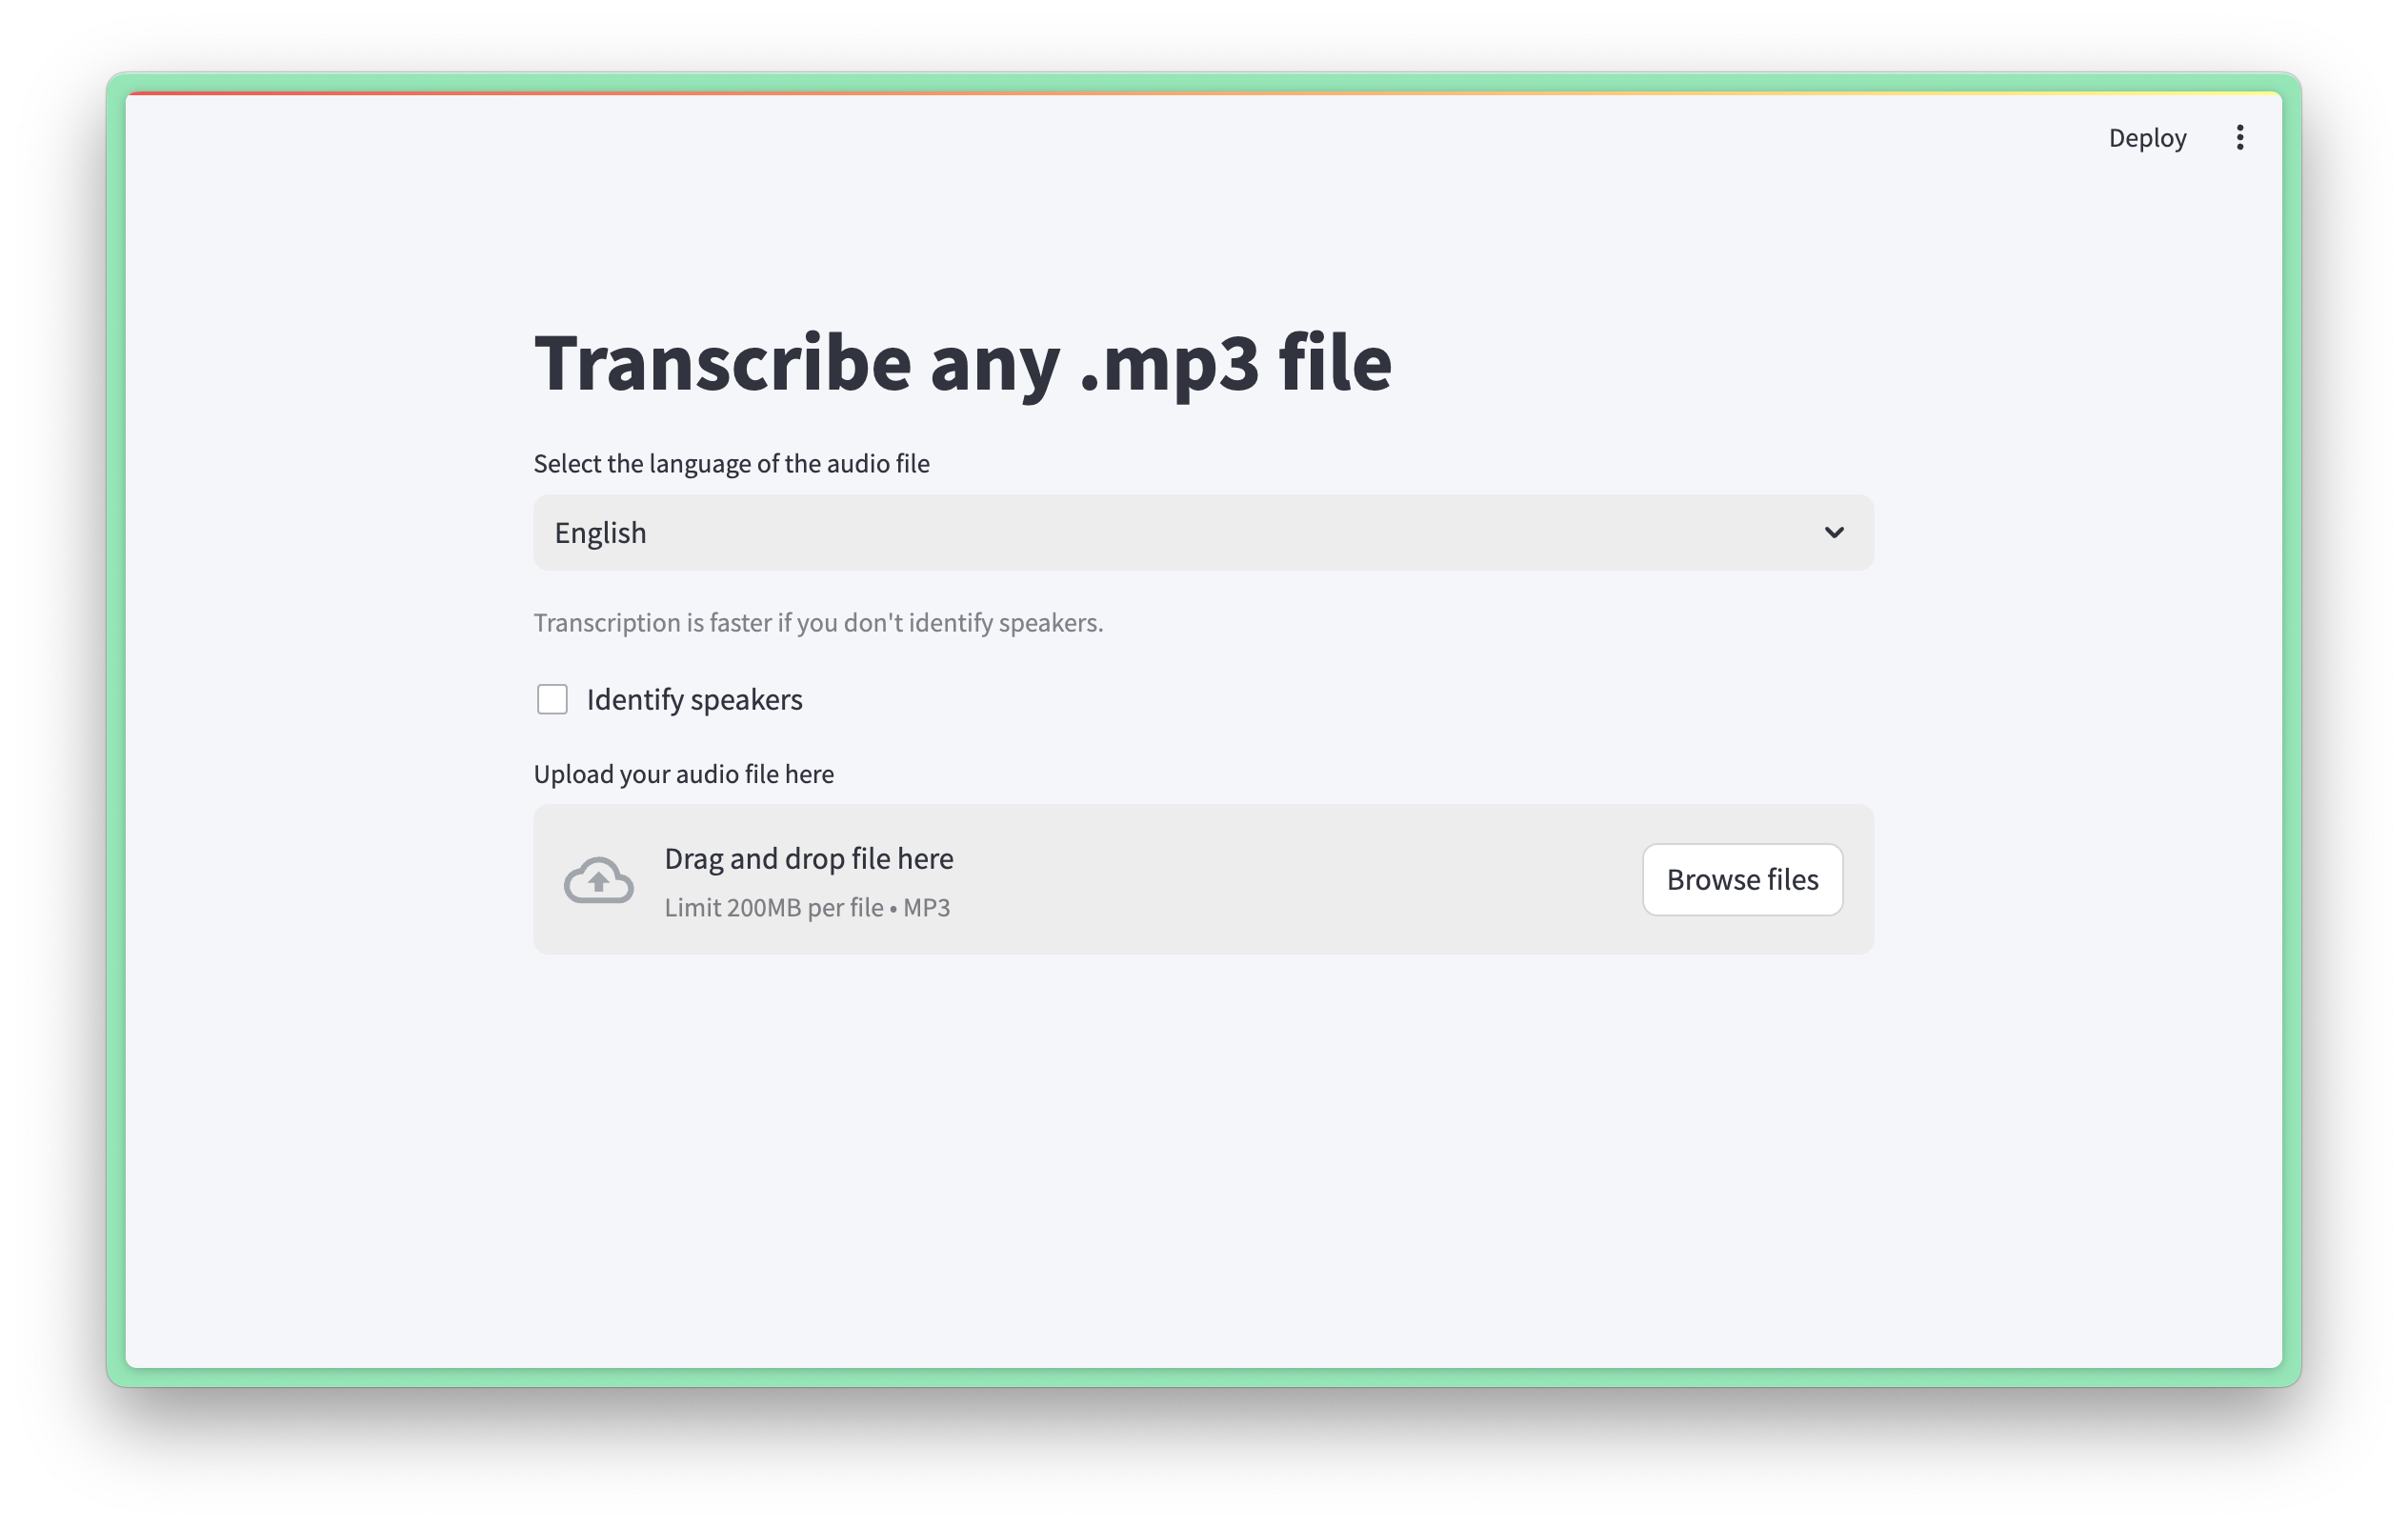 Deploy
Transcribe any .mp3 file
Select the language of the audio file
English
Transcription is faster if you don't identify speakers.
Identify speakers
Upload your audio file here
Drag and drop file here
Limit 200MB per file • MP3
Browse files